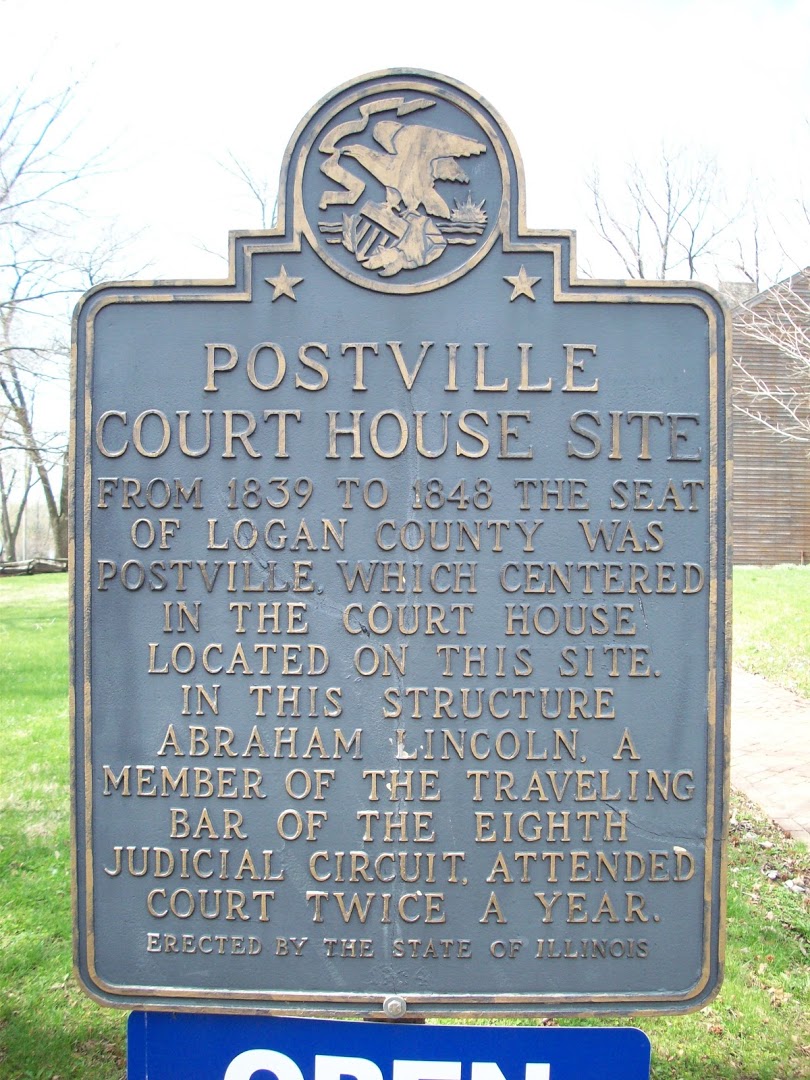 POSTVILLE
COURT HOUSE SITE
FROM 1839 TO 1848 THE SEAT
OF LOGAN COUNTY WAS
POSTVILLE, WHICH CENTERED
IN THE COURT HOUSE
LOCATED ON THIS SITE.
IN THIS STRUCTURE
ABRAHAM LINCOLN, A
MEMBER OF THE TRAVELING
BAR OF THE EIGHTH
JUDICIAL CIRCUIT, ATTENDED
COURT TWICE A YEAR.
ERECTED BY THE STATE OF ILLINOIS
OPEN